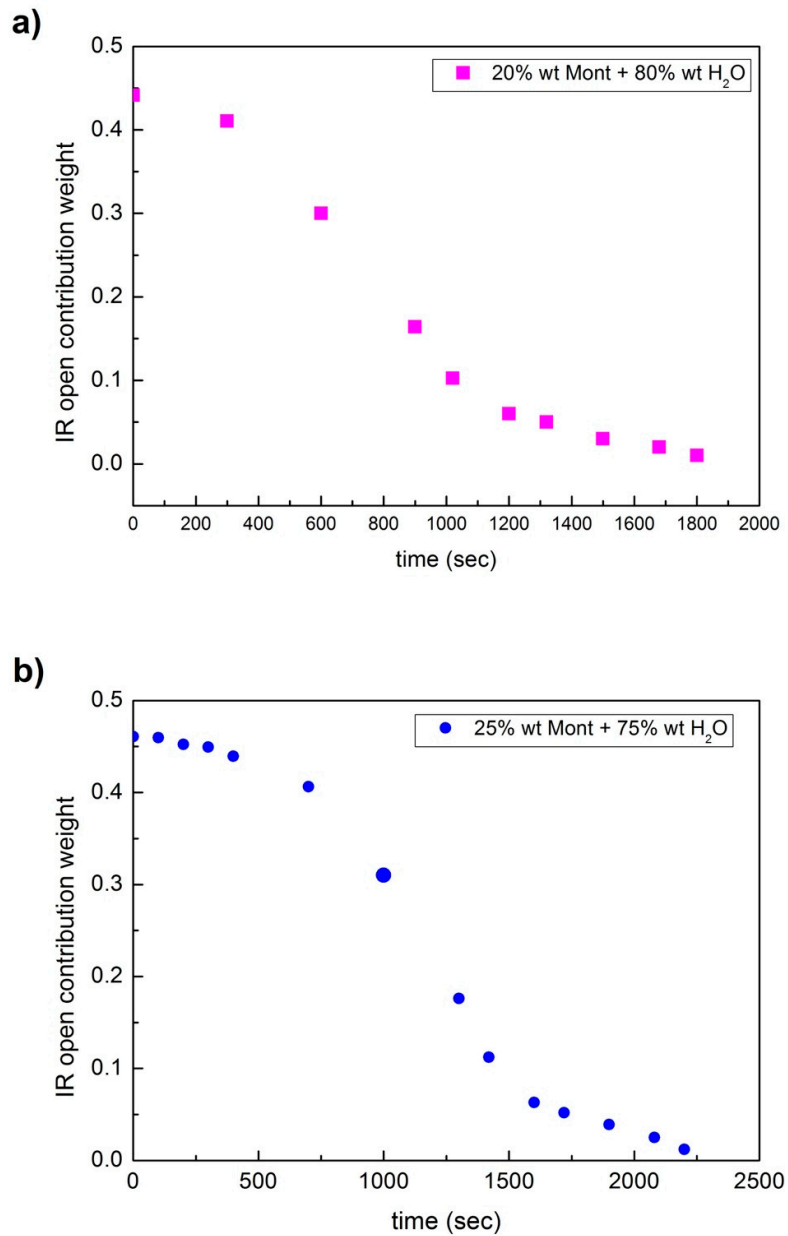 a)
0.5
20% wt Mont + 80% wt H₂O
0.4
0.3
0.2
0.1
0.0
IR open contribution weight
0 200 400 600 800 1000 1200 1400 1600 1800 2000
time (sec)
b)
0.5
25% wt Mont + 75% wt H₂O
0.4
0.3
0.2
0.1
0.0
IR open contribution weight
0 500 1000 1500 2000 2500
time (sec)